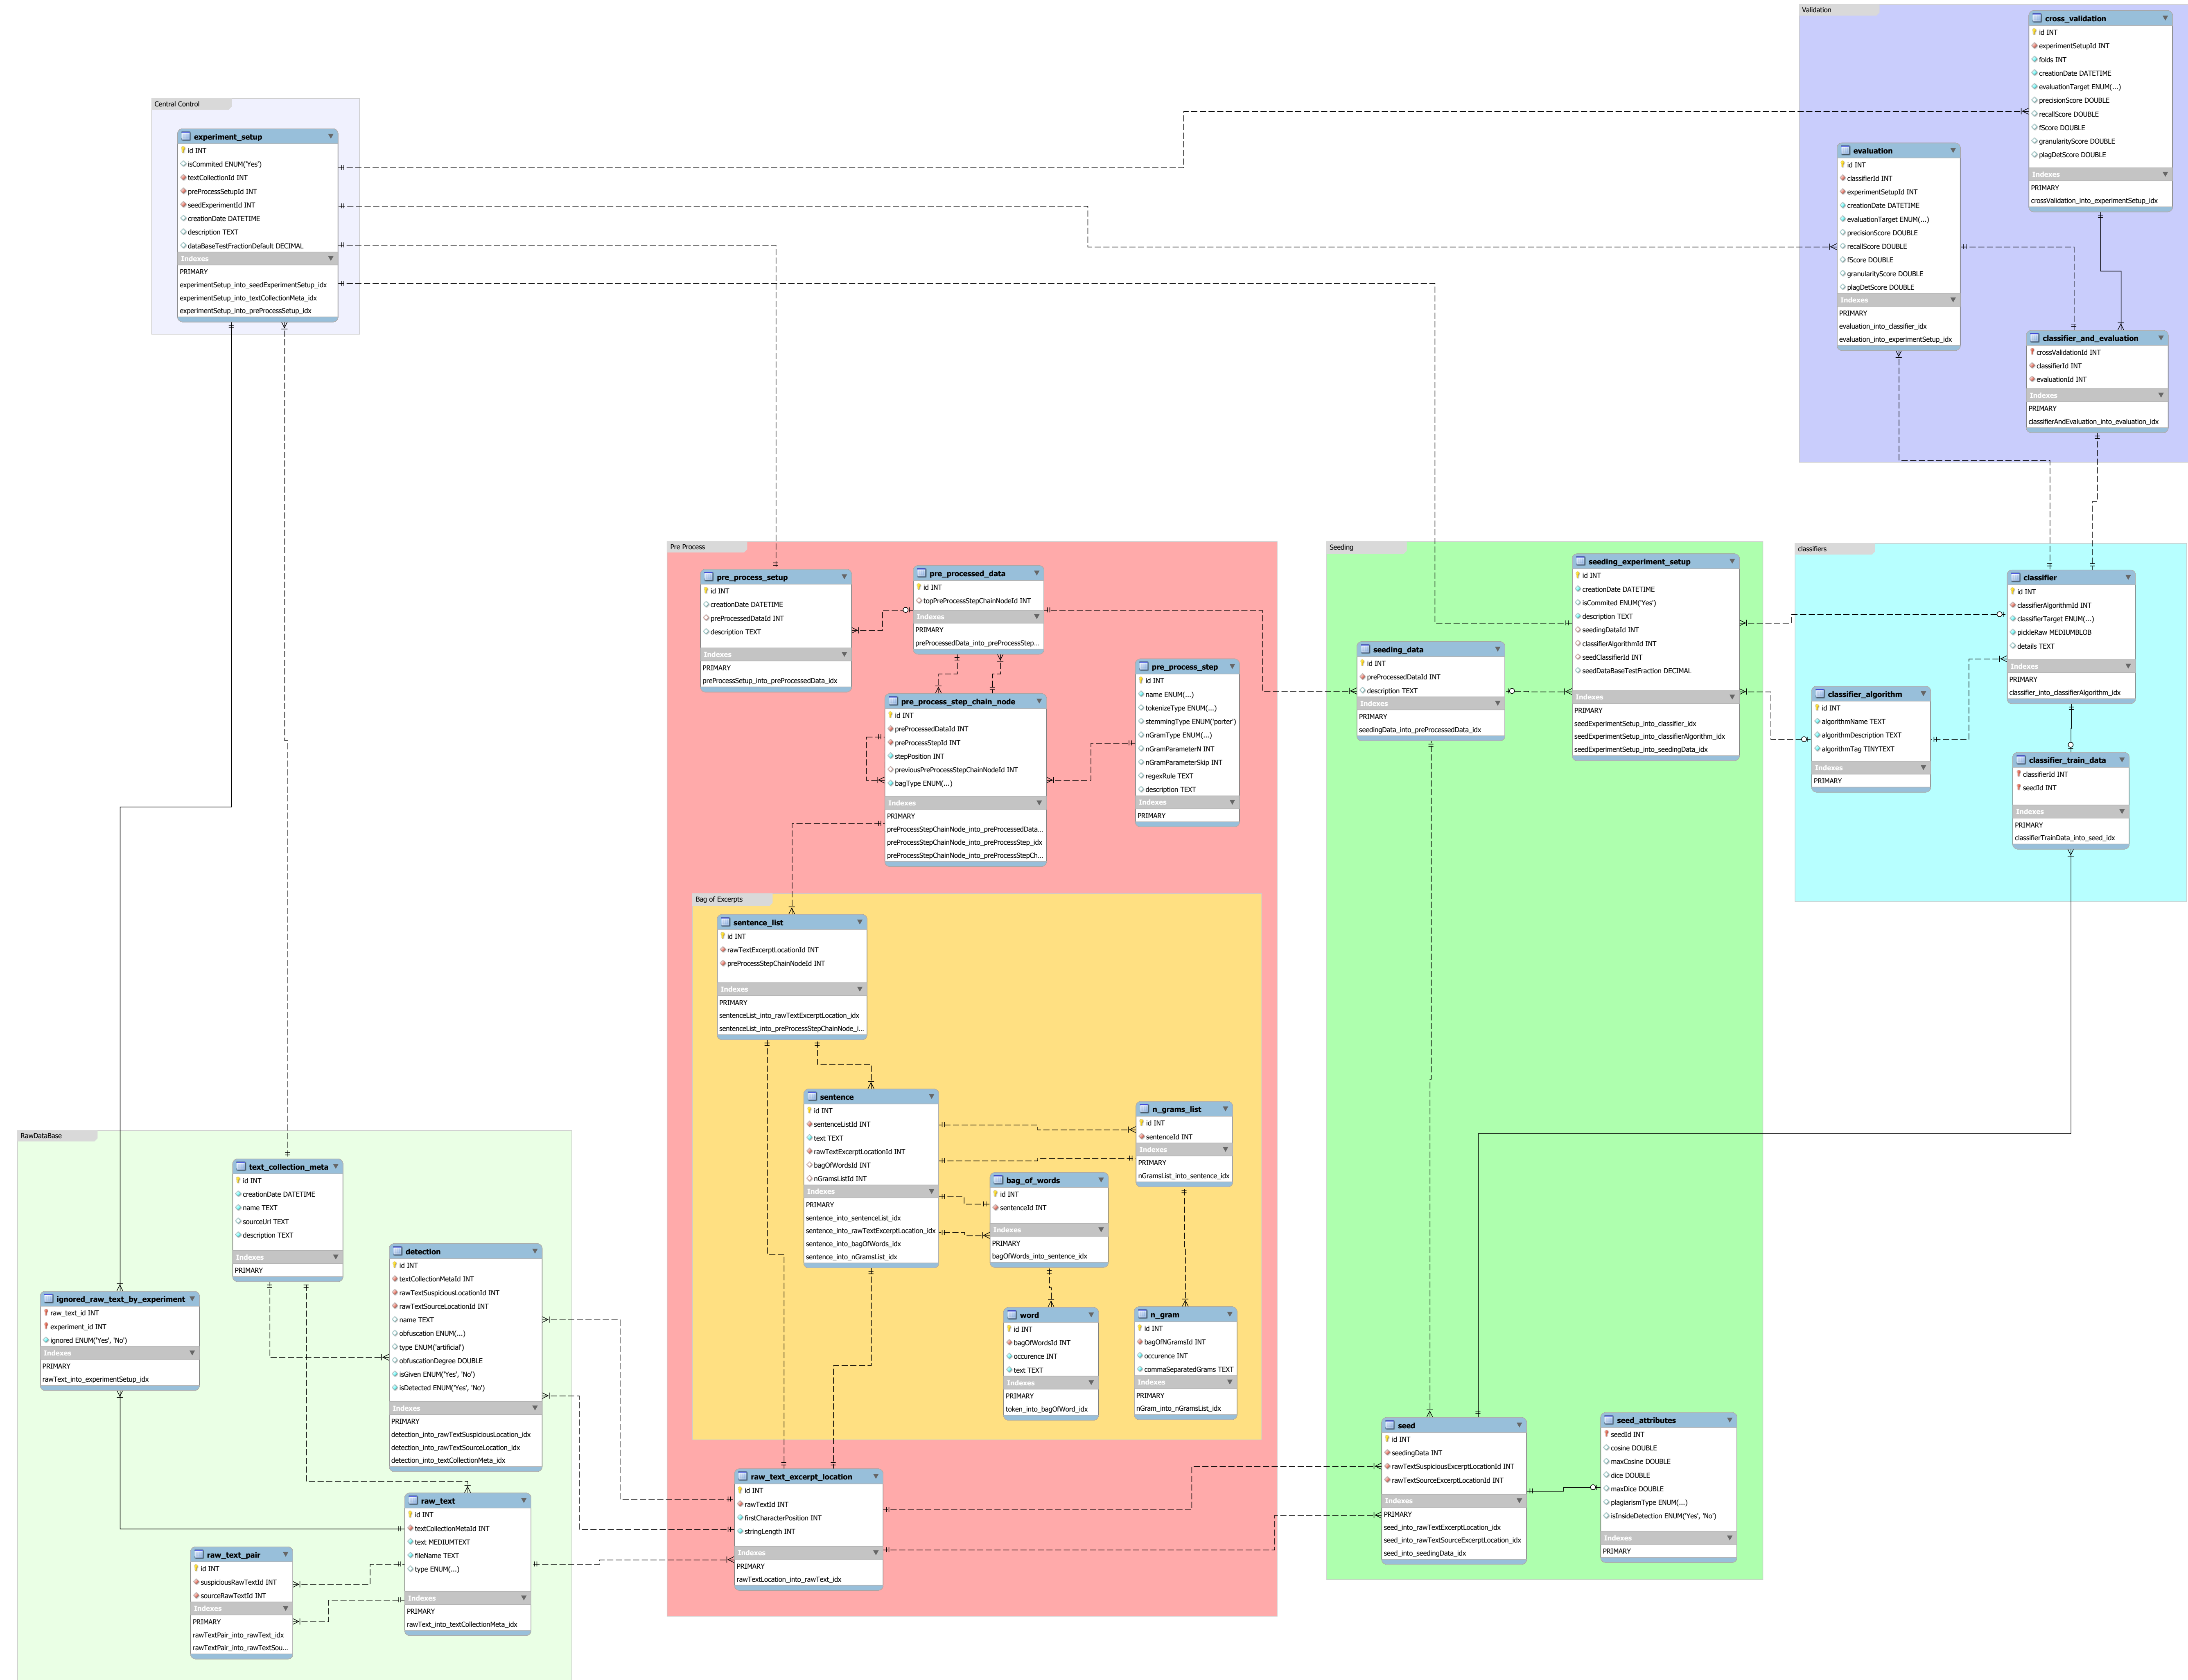 Central Control
experiment_setup
id INT
isCommited ENUM('Yes')
textCollectionId INT
preProcessSetupId INT
seedExperimentId INT
creationDate DATETIME
description TEXT
dataBaseTestFractionDefault DECIMAL
Indexes
PRIMARY
experimentSetup_into_seedExperimentSetup_idx
experimentSetup_into_textCollectionMeta_idx
experimentSetup_into_preProcessSetup_idx
Validation
cross_validation
id INT
experimentSetupId INT
folds INT
creationDate DATETIME
evaluationTarget ENUM(...)
precisionScore DOUBLE
recallScore DOUBLE
fScore DOUBLE
granularityScore DOUBLE
plagDetScore DOUBLE
Indexes
PRIMARY
crossValidation_into_experimentSetup_idx
evaluation
id INT
classifierId INT
experimentSetupId INT
creationDate DATETIME
evaluationTarget ENUM(...)
precisionScore DOUBLE
recallScore DOUBLE
fScore DOUBLE
granularityScore DOUBLE
plagDetScore DOUBLE
Indexes
PRIMARY
evaluation_into_classifier_idx
evaluation_into_experimentSetup_idx
classifier_and_evaluation
crossValidationId INT
classifierId INT
evaluationId INT
Indexes
PRIMARY
classifierAndEvaluation_into_evaluation_idx
Pre Process
pre_process_setup
id INT
creationDate DATETIME
preProcessedDataId INT
description TEXT
Indexes
PRIMARY
preProcessSetup_into_preProcessedData_idx
pre_processed_data
id INT
topPreProcessStepChainNodeId INT
Indexes
PRIMARY
preProcessedData_into_preProcessStep...
pre_process_step
id INT
name ENUM(...)
tokenizeType ENUM(...)
stemmingType ENUM('porter')
nGramType ENUM(...)
nGramParameterN INT
nGramParameterSkip INT
regexRule TEXT
description TEXT
Indexes
PRIMARY
pre_process_step_chain_node
id INT
preProcessedDataId INT
preProcessStepId INT
stepPosition INT
previousPreProcessStepChainNodeId INT
bagType ENUM(...)
Indexes
PRIMARY
preProcessStepChainNode_into_preProcessedData...
preProcessStepChainNode_into_preProcessStep_idx
preProcessStepChainNode_into_preProcessStepCh...
Bag of Excerpts
sentence_list
id INT
rawTextExcerptLocationId INT
preProcessStepChainNodeId INT
Indexes
PRIMARY
sentenceList_into_rawTextExcerptLocation_idx
sentenceList_into_preProcessStepChainNode_i...
sentence
id INT
sentenceListId INT
text TEXT
rawTextExcerptLocationId INT
bagOfWordsId INT
nGramsListId INT
Indexes
PRIMARY
sentence_into_sentenceList_idx
sentence_into_rawTextExcerptLocation_idx
sentence_into_bagOfWords_idx
sentence_into_nGramsList_idx
n_grams_list
id INT
sentenceId INT
Indexes
PRIMARY
nGramsList_into_sentence_idx
bag_of_words
id INT
sentenceId INT
Indexes
PRIMARY
bagOfWords_into_sentence_idx
word
id INT
bagOfWordsId INT
occurence INT
text TEXT
Indexes
PRIMARY
token_into_bagOfWord_idx
n_gram
id INT
bagOfNGramsId INT
occurence INT
commaSeparatedGrams TEXT
Indexes
PRIMARY
nGram_into_nGramsList_idx
raw_text_excerpt_location
id INT
rawTextId INT
firstCharacterPosition INT
stringLength INT
Indexes
PRIMARY
rawTextLocation_into_rawText_idx
Seeding
seeding_experiment_setup
id INT
creationDate DATETIME
isCommited ENUM('Yes')
description TEXT
seedingDataId INT
classifierAlgorithmId INT
seedClassifierId INT
seedDataBaseTestFraction DECIMAL
Indexes
PRIMARY
seedExperimentSetup_into_classifier_idx
seedExperimentSetup_into_classifierAlgorithm_idx
seedExperimentSetup_into_seedingData_idx
seeding_data
id INT
preProcessedDataId INT
description TEXT
Indexes
PRIMARY
seedingData_into_preProcessedData_idx
seed
id INT
seedingData INT
rawTextSuspiciousExcerptLocationId INT
rawTextSourceExcerptLocationId INT
Indexes
PRIMARY
seed_into_rawTextExcerptLocation_idx
seed_into_rawTextSourceExcerptLocation_idx
seed_into_seedingData_idx
seed_attributes
seedId INT
cosine DOUBLE
maxCosine DOUBLE
dice DOUBLE
maxDice DOUBLE
plagiarismType ENUM(...)
isInsideDetection ENUM('Yes', 'No')
Indexes
PRIMARY
classifiers
classifier
id INT
classifierAlgorithmId INT
classifierTarget ENUM(...)
pickleRaw MEDIUMBLOB
details TEXT
Indexes
PRIMARY
classifier_into_classifierAlgorithm_idx
classifier_algorithm
id INT
algorithmName TEXT
algorithmDescription TEXT
algorithmTag TINYTEXT
Indexes
PRIMARY
classifier_train_data
classifierId INT
seedId INT
Indexes
PRIMARY
classifierTrainData_into_seed_idx
RawDataBase
text_collection_meta
id INT
creationDate DATETIME
name TEXT
sourceUrl TEXT
description TEXT
Indexes
PRIMARY
detection
id INT
textCollectionMetaId INT
rawTextSuspiciousLocationId INT
rawTextSourceLocationId INT
name TEXT
obfuscation ENUM(...)
type ENUM('artificial')
obfuscationDegree DOUBLE
isGiven ENUM('Yes', 'No')
isDetected ENUM('Yes', 'No')
Indexes
PRIMARY
detection_into_rawTextSuspiciousLocation_idx
detection_into_rawTextSourceLocation_idx
detection_into_textCollectionMeta_idx
ignored_raw_text_by_experiment
raw_text_id INT
experiment_id INT
ignored ENUM('Yes', 'No')
Indexes
PRIMARY
rawText_into_experimentSetup_idx
raw_text
id INT
textCollectionMetaId INT
text MEDIUMTEXT
fileName TEXT
type ENUM(...)
Indexes
PRIMARY
rawText_into_textCollectionMeta_idx
raw_text_pair
id INT
suspiciousRawTextId INT
sourceRawTextId INT
Indexes
PRIMARY
rawTextPair_into_rawText_idx
rawTextPair_into_rawTextSou...